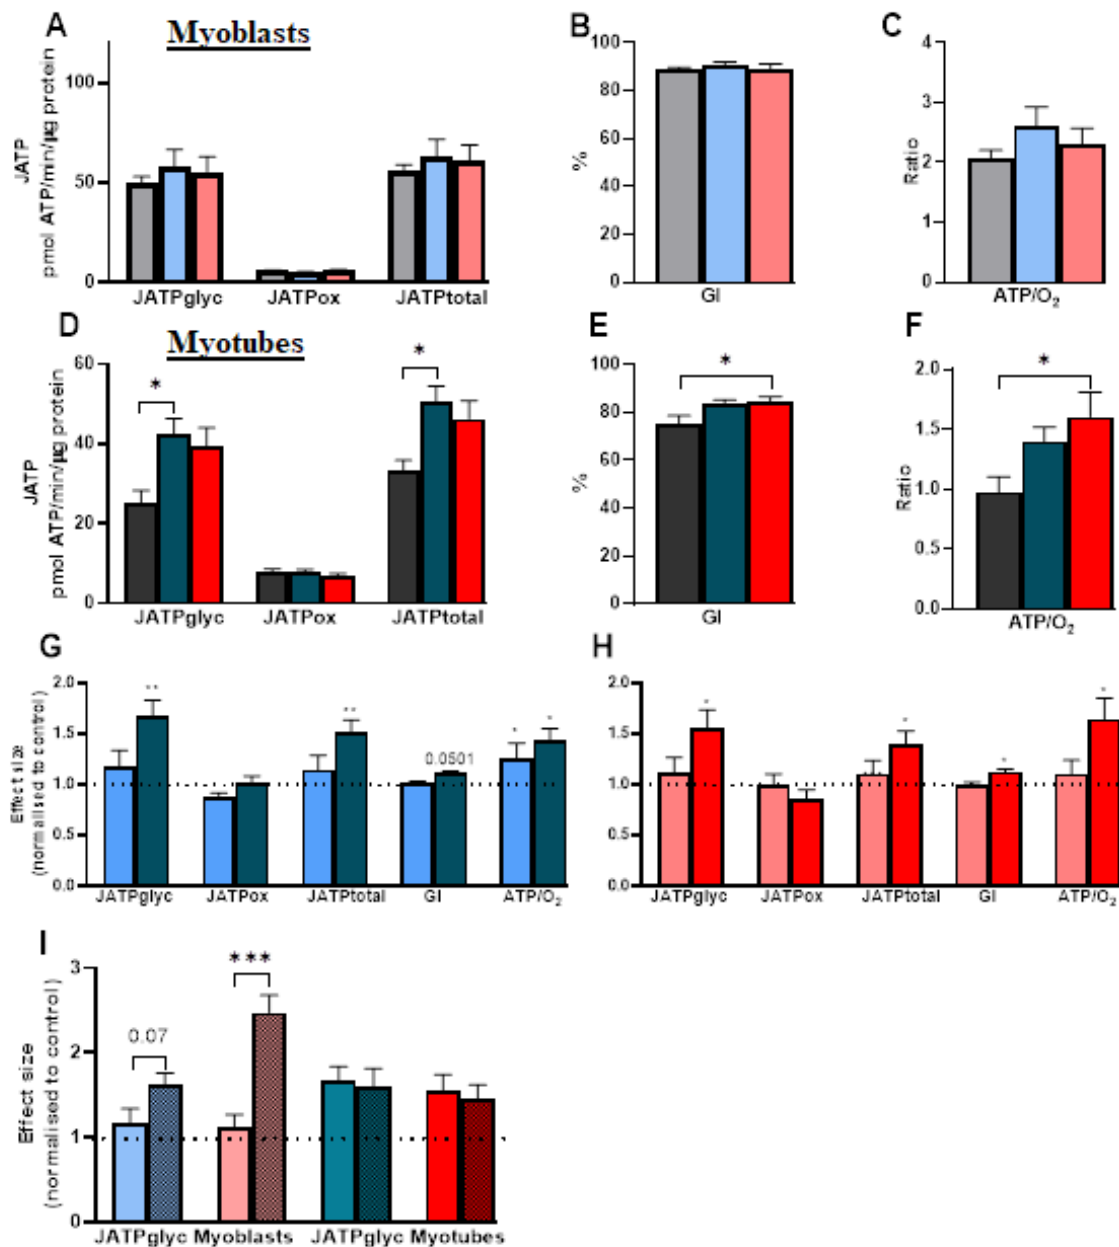 A
Myoblasts
100
50
0
JATP
pmol ATP/min/µg protein
JATPglyc
JATPox
JATPtotal
B
100
80
60
40
20
0
%
GI
C
4
3
2
1
0
Ratio
ATP/O₂
D
Myotubes
60
40
20
0
JATP
pmol ATP/min/µg protein
*
*
JATPglyc
JATPox
JATPtotal
E
100
80
60
40
20
0
%
*
GI
F
2.0
1.5
1.0
0.5
0.0
Ratio
*
ATP/O₂
G
2.0
1.5
1.0
0.5
0.0
Effect size
(normalised to control)
**
**
0.0501
*
*
JATPglyc
JATPox
JATPtotal
GI
ATP/O₂
H
2.0
1.5
1.0
0.5
0.0
*
*
*
*
JATPglyc
JATPox
JATPtotal
GI
ATP/O₂
I
3
2
1
0
Effect size
(normalised to control)
0.07
***
JATPglyc Myoblasts
JATPglyc Myotubes